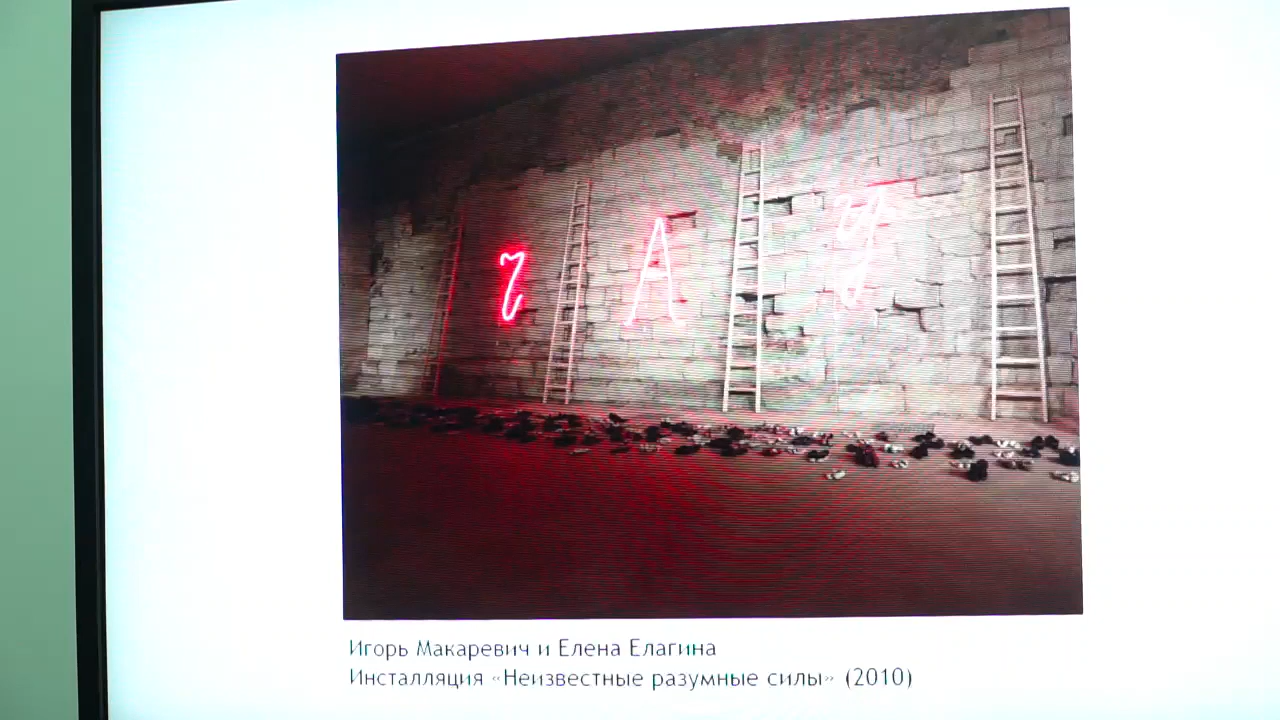 ч А у
Игорь Макаревич и Елена Елагина
Инсталляция «Неизвестные разумные силы» (2010)